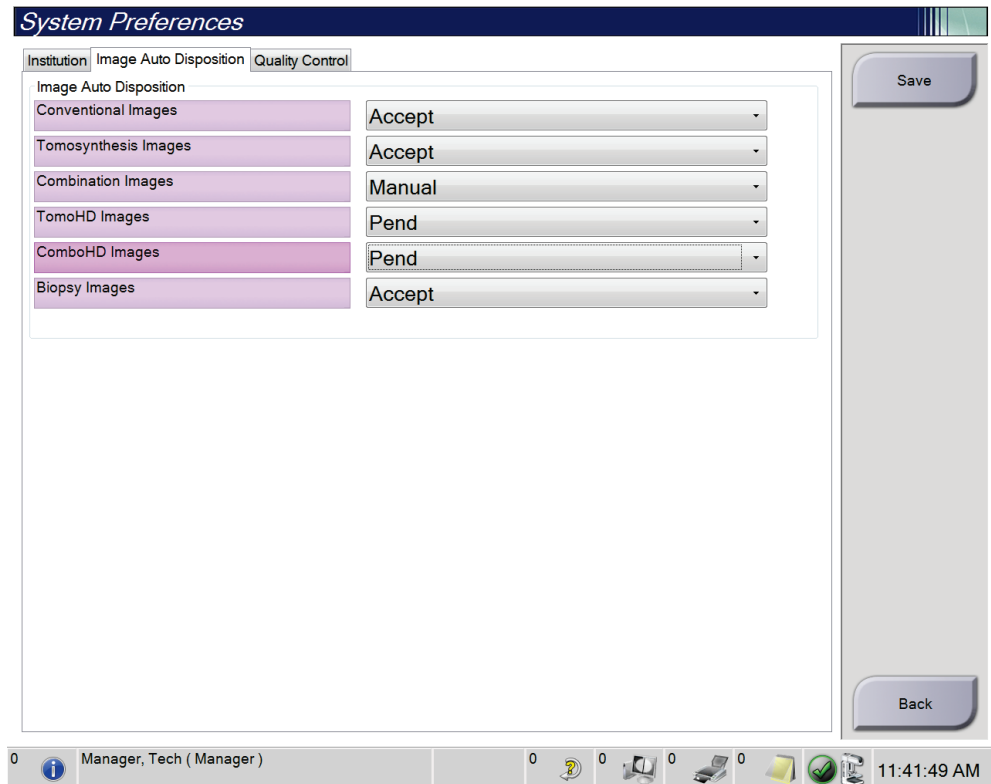 System Preferences
Institution Image Auto Disposition Quality Control
Save
Image Auto Disposition
Conventional Images Accept
Tomosynthesis Images Accept
Combination Images Manual
TomoHD Images Pend
ComboHD Images Pend
Biopsy Images Accept
Back
0 Manager, Tech ( Manager ) 0 0 0 0 11:41:49 AM